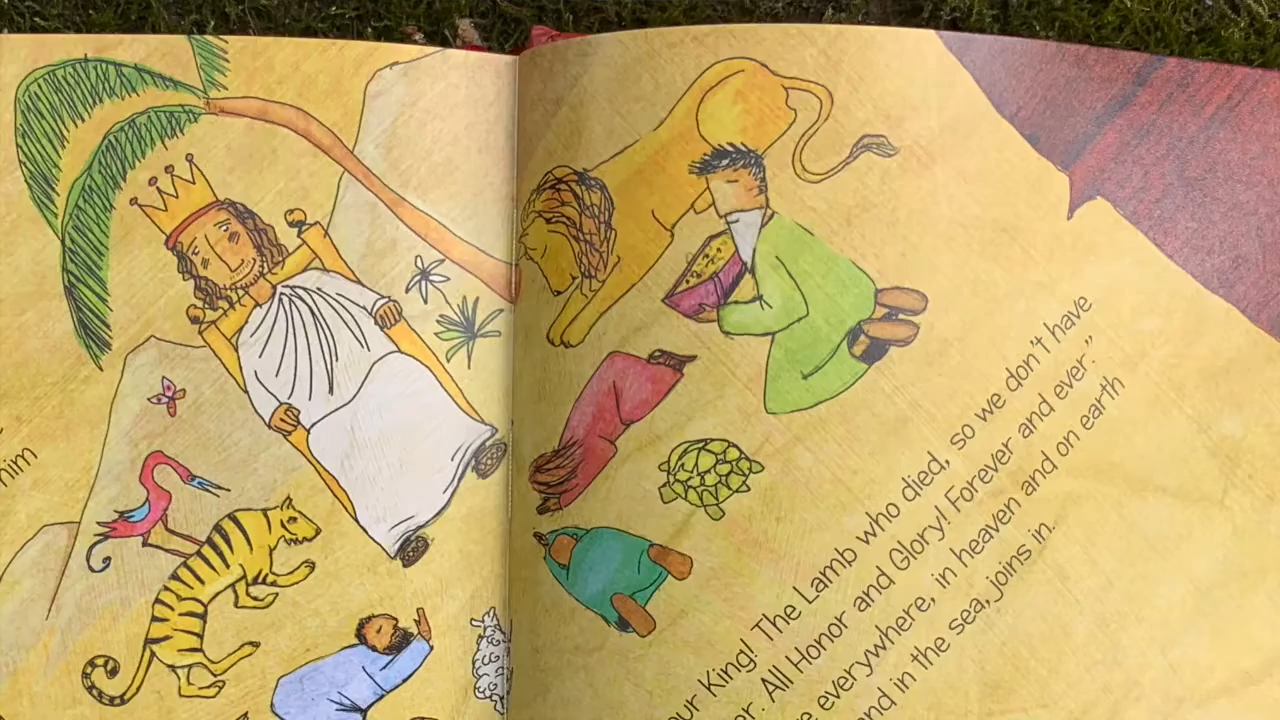 him
our King! The Lamb who died, so we don't have
All Honor and Glory! Forever and ever."
everywhere, in heaven and on earth
and in the sea, joins in.